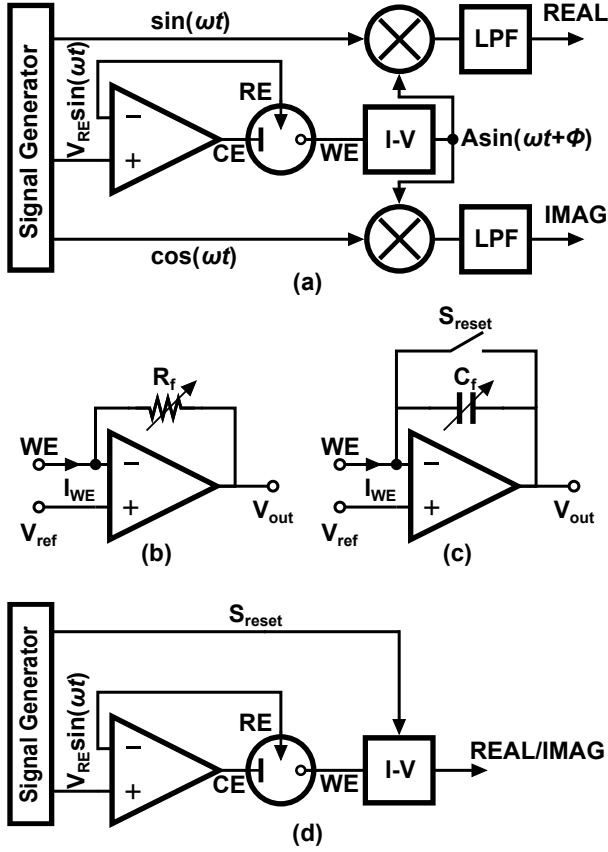 Signal Generator
sin(ωt)
REAL
LPF
V_RE sin(ωt)
RE
−
+
CE
WE
I-V
Asin(ωt+Φ)
IMAG
LPF
cos(ωt)
(a)
R_f
WE
I_WE
−
+
V_ref
V_out
(b)
S_reset
C_f
WE
I_WE
−
+
V_ref
V_out
(c)
Signal Generator
S_reset
V_RE sin(ωt)
RE
−
+
CE
WE
I-V
REAL/IMAG
(d)